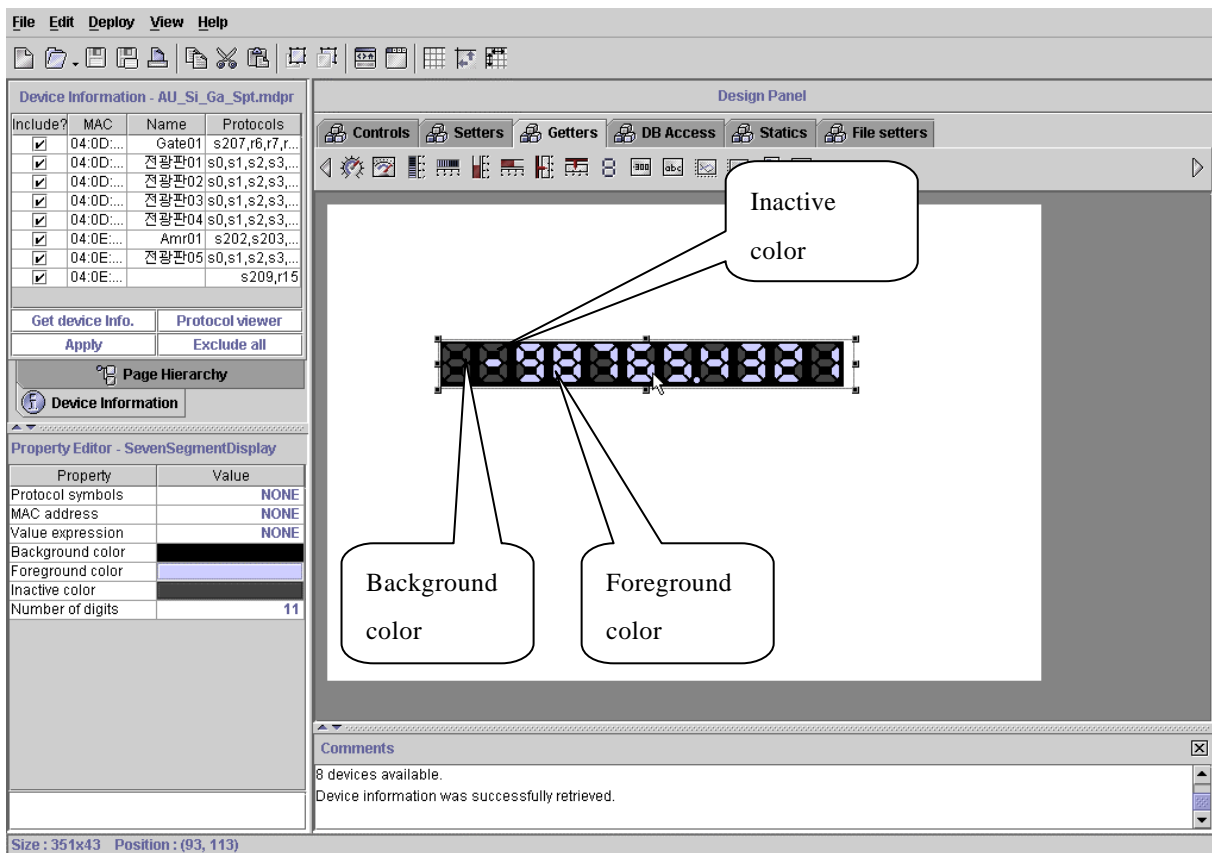 File Edit Deploy View Help
Device Information - AU_Si_Ga_Spt.mdpr
Include? MAC Name Protocols
04:0D:... Gate01 s207,r6,r7,r...
04:0D:... 전광판01 s0,s1,s2,s3,...
04:0D:... 전광판02 s0,s1,s2,s3,...
04:0D:... 전광판03 s0,s1,s2,s3,...
04:0D:... 전광판04 s0,s1,s2,s3,...
04:0E:... Amr01 s202,s203,...
04:0E:... 전광판05 s0,s1,s2,s3,...
04:0E:... s209,r15
Get device Info. Protocol viewer
Apply Exclude all
Page Hierarchy
Device Information
Property Editor - SevenSegmentDisplay
Property Value
Protocol symbols NONE
MAC address NONE
Value expression NONE
Background color
Foreground color
Inactive color
Number of digits 11
Design Panel
Controls Setters Getters DB Access Statics File setters
abc
Inactive
color
-98765.4321
Background
color
Foreground
color
Comments
8 devices available.
Device information was successfully retrieved.
Size : 351x43 Position : (93, 113)